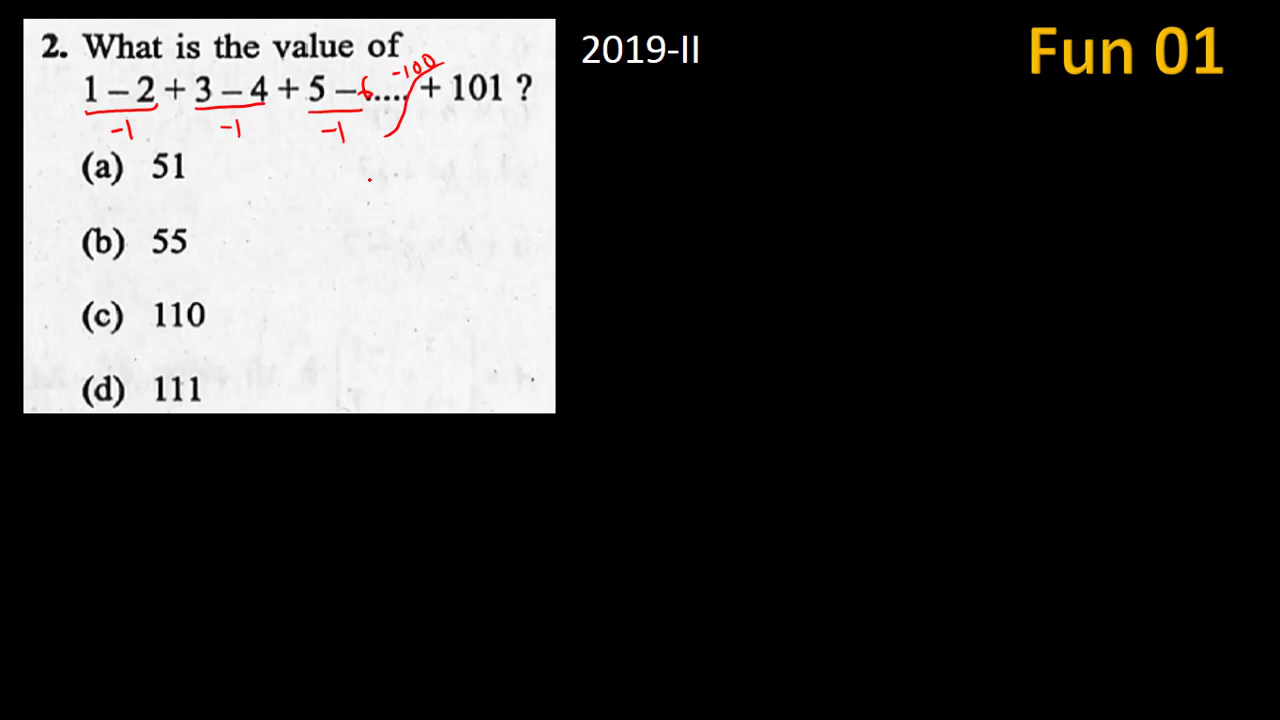 2. What is the value of
1 – 2 + 3 – 4 + 5 – 6 ..... -100 + 101 ?
-1 -1 -1
(a) 51
(b) 55
(c) 110
(d) 111
2019-II
Fun 01